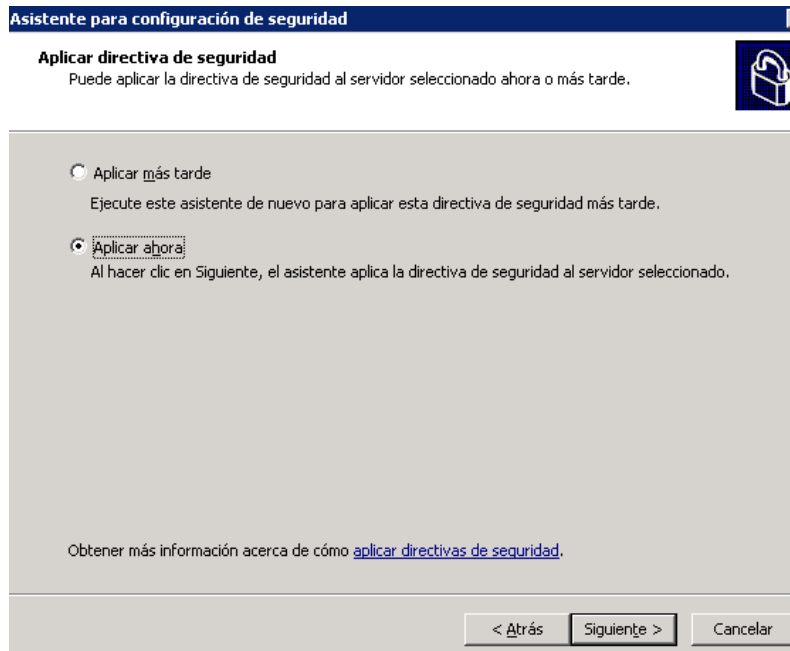 Asistente para configuración de seguridad
Aplicar directiva de seguridad
Puede aplicar la directiva de seguridad al servidor seleccionado ahora o más tarde.
Aplicar más tarde
Ejecute este asistente de nuevo para aplicar esta directiva de seguridad más tarde.
Aplicar ahora
Al hacer clic en Siguiente, el asistente aplica la directiva de seguridad al servidor seleccionado.
Obtener más información acerca de cómo aplicar directivas de seguridad.
< Atrás Siguiente > Cancelar